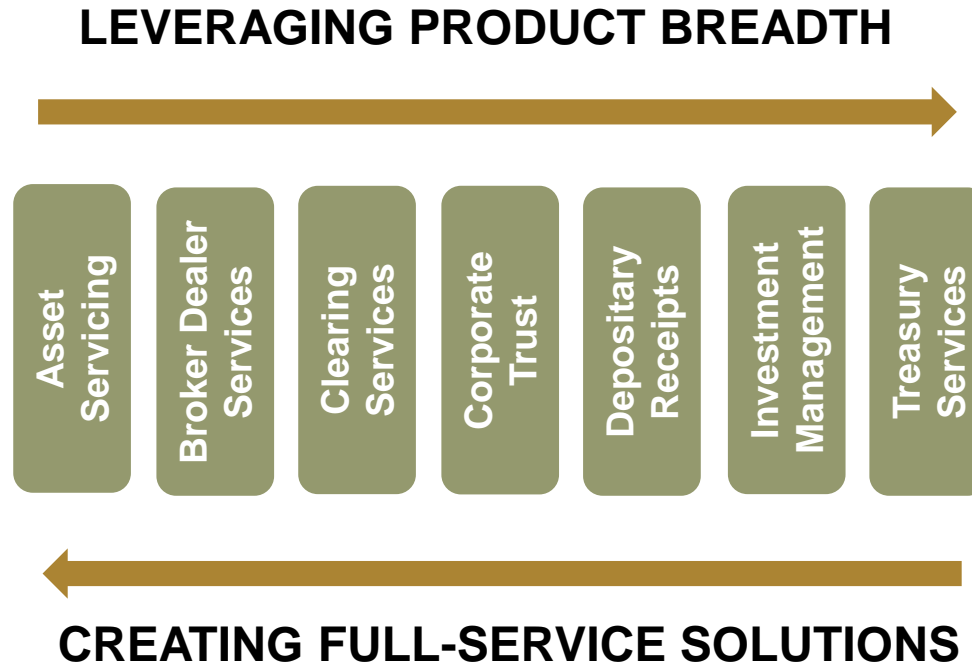 LEVERAGING PRODUCT BREADTH
Asset
Servicing
Broker Dealer
Services
Clearing
Services
Corporate
Trust
Depositary
Receipts
Investment
Management
Treasury
Services
CREATING FULL-SERVICE SOLUTIONS